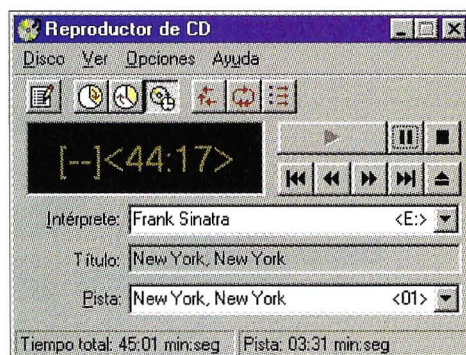 Reproductor de CD
Disco Ver Opciones Ayuda
[--]<44:17>
Intérprete: Frank Sinatra <E:>
Título: New York, New York
Pista: New York, New York <01>
Tiempo total: 45:01 min:seg Pista: 03:31 min:seg